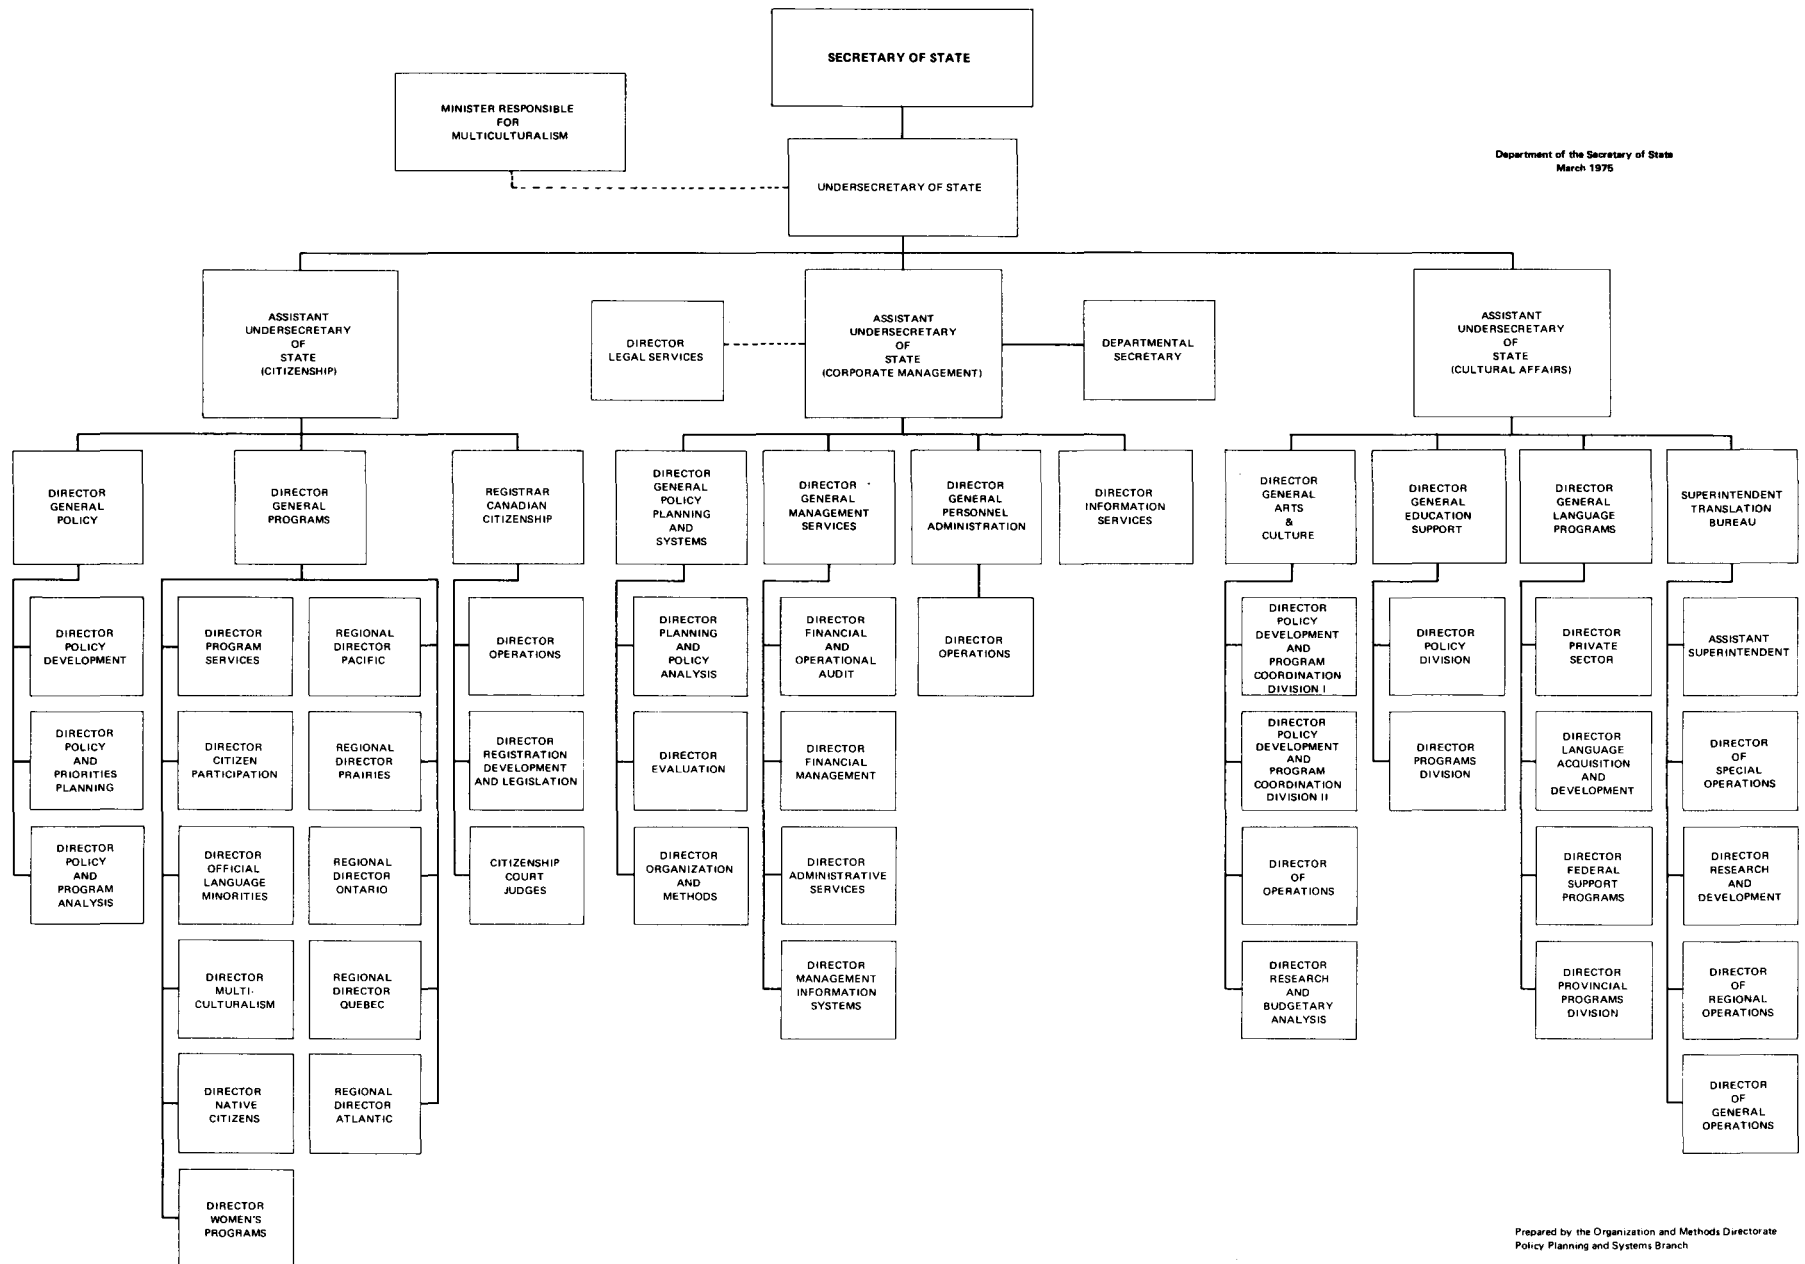 SECRETARY OF STATE
MINISTER RESPONSIBLE
FOR
MULTICULTURALISM
Department of the Secretary of State
March 1975
UNDERSECRETARY OF STATE
ASSISTANT
UNDERSECRETARY
OF
STATE
(CITIZENSHIP)
DIRECTOR
LEGAL SERVICES
ASSISTANT
UNDERSECRETARY
OF
STATE
(CORPORATE MANAGEMENT)
DEPARTMENTAL
SECRETARY
ASSISTANT
UNDERSECRETARY
OF
STATE
(CULTURAL AFFAIRS)
DIRECTOR
GENERAL
POLICY
DIRECTOR
GENERAL
PROGRAMS
REGISTRAR
CANADIAN
CITIZENSHIP
DIRECTOR
GENERAL
POLICY
PLANNING
AND
SYSTEMS
DIRECTOR
GENERAL
MANAGEMENT
SERVICES
DIRECTOR
GENERAL
PERSONNEL
ADMINISTRATION
DIRECTOR
INFORMATION
SERVICES
DIRECTOR
GENERAL
ARTS
&
CULTURE
DIRECTOR
GENERAL
EDUCATION
SUPPORT
DIRECTOR
GENERAL
LANGUAGE
PROGRAMS
SUPERINTENDENT
TRANSLATION
BUREAU
DIRECTOR
POLICY
DEVELOPMENT
DIRECTOR
PROGRAM
SERVICES
REGIONAL
DIRECTOR
PACIFIC
DIRECTOR
OPERATIONS
DIRECTOR
PLANNING
AND
POLICY
ANALYSIS
DIRECTOR
FINANCIAL
AND
OPERATIONAL
AUDIT
DIRECTOR
OPERATIONS
DIRECTOR
POLICY
DEVELOPMENT
AND
PROGRAM
COORDINATION
DIVISION I
DIRECTOR
POLICY
DIVISION
DIRECTOR
PRIVATE
SECTOR
ASSISTANT
SUPERINTENDENT
DIRECTOR
POLICY
AND
PRIORITIES
PLANNING
DIRECTOR
CITIZEN
PARTICIPATION
REGIONAL
DIRECTOR
PRAIRIES
DIRECTOR
REGISTRATION
DEVELOPMENT
AND LEGISLATION
DIRECTOR
EVALUATION
DIRECTOR
FINANCIAL
MANAGEMENT
DIRECTOR
POLICY
DEVELOPMENT
AND
PROGRAM
COORDINATION
DIVISION II
DIRECTOR
PROGRAMS
DIVISION
DIRECTOR
LANGUAGE
ACQUISITION
AND
DEVELOPMENT
DIRECTOR
OF
SPECIAL
OPERATIONS
DIRECTOR
POLICY
AND
PROGRAM
ANALYSIS
DIRECTOR
OFFICIAL
LANGUAGE
MINORITIES
REGIONAL
DIRECTOR
ONTARIO
CITIZENSHIP
COURT
JUDGES
DIRECTOR
ORGANIZATION
AND
METHODS
DIRECTOR
ADMINISTRATIVE
SERVICES
DIRECTOR
OF
OPERATIONS
DIRECTOR
FEDERAL
SUPPORT
PROGRAMS
DIRECTOR
RESEARCH
AND
DEVELOPMENT
DIRECTOR
MULTI-
CULTURALISM
REGIONAL
DIRECTOR
QUEBEC
DIRECTOR
MANAGEMENT
INFORMATION
SYSTEMS
DIRECTOR
RESEARCH
AND
BUDGETARY
ANALYSIS
DIRECTOR
PROVINCIAL
PROGRAMS
DIVISION
DIRECTOR
OF
REGIONAL
OPERATIONS
DIRECTOR
NATIVE
CITIZENS
REGIONAL
DIRECTOR
ATLANTIC
DIRECTOR
OF
GENERAL
OPERATIONS
DIRECTOR
WOMEN'S
PROGRAMS
Prepared by the Organization and Methods Directorate
Policy Planning and Systems Branch